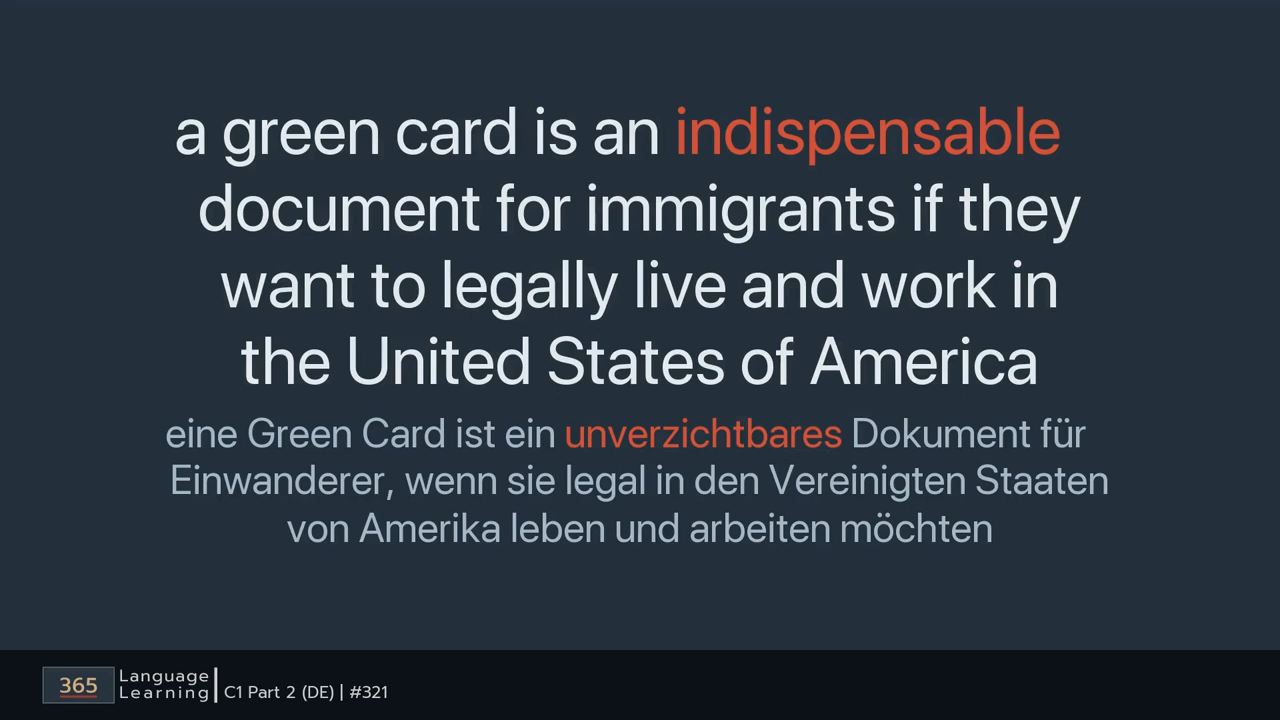 a green card is an indispensable
document for immigrants if they
want to legally live and work in
the United States of America
eine Green Card ist ein unverzichtbares Dokument für
Einwanderer, wenn sie legal in den Vereinigten Staaten
von Amerika leben und arbeiten möchten
365
Language
Learning
C1 Part 2 (DE) | #321